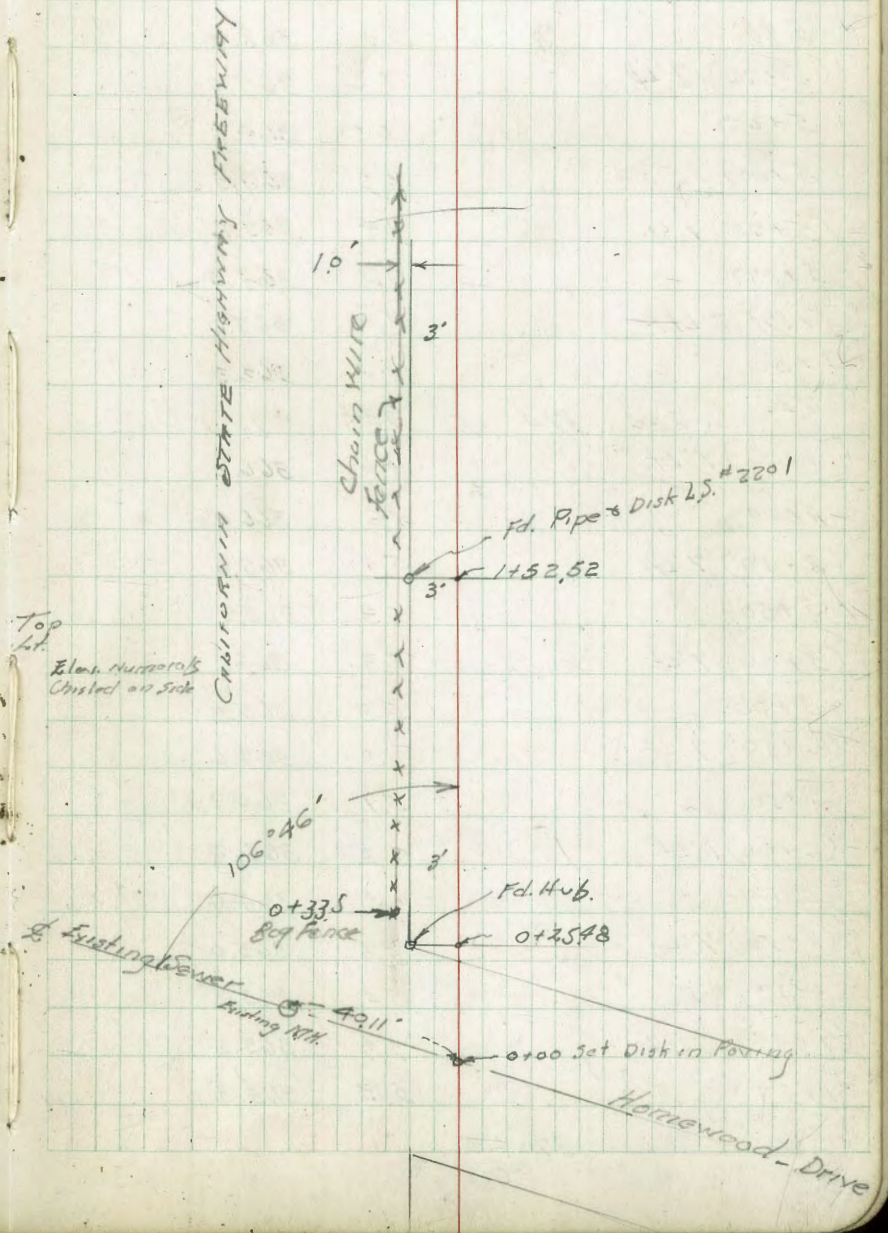 CALIFORNIA STATE HIGHWAY FREEWAY
1.0'
3'
Chain Wire
Fence
Fd. Pipe & Disk L.S. #2201
3'
1+52.52
Top
Lt.
Elev. Numerals
Chisled on Side
106°46'
3'
Fd. Hub.
0+33.5
Beg Fence
0+25.48
℄ Existing Sewer
40.11'
Existing M.H.
0+00 Set Disk in Paving
Homewood - Drive